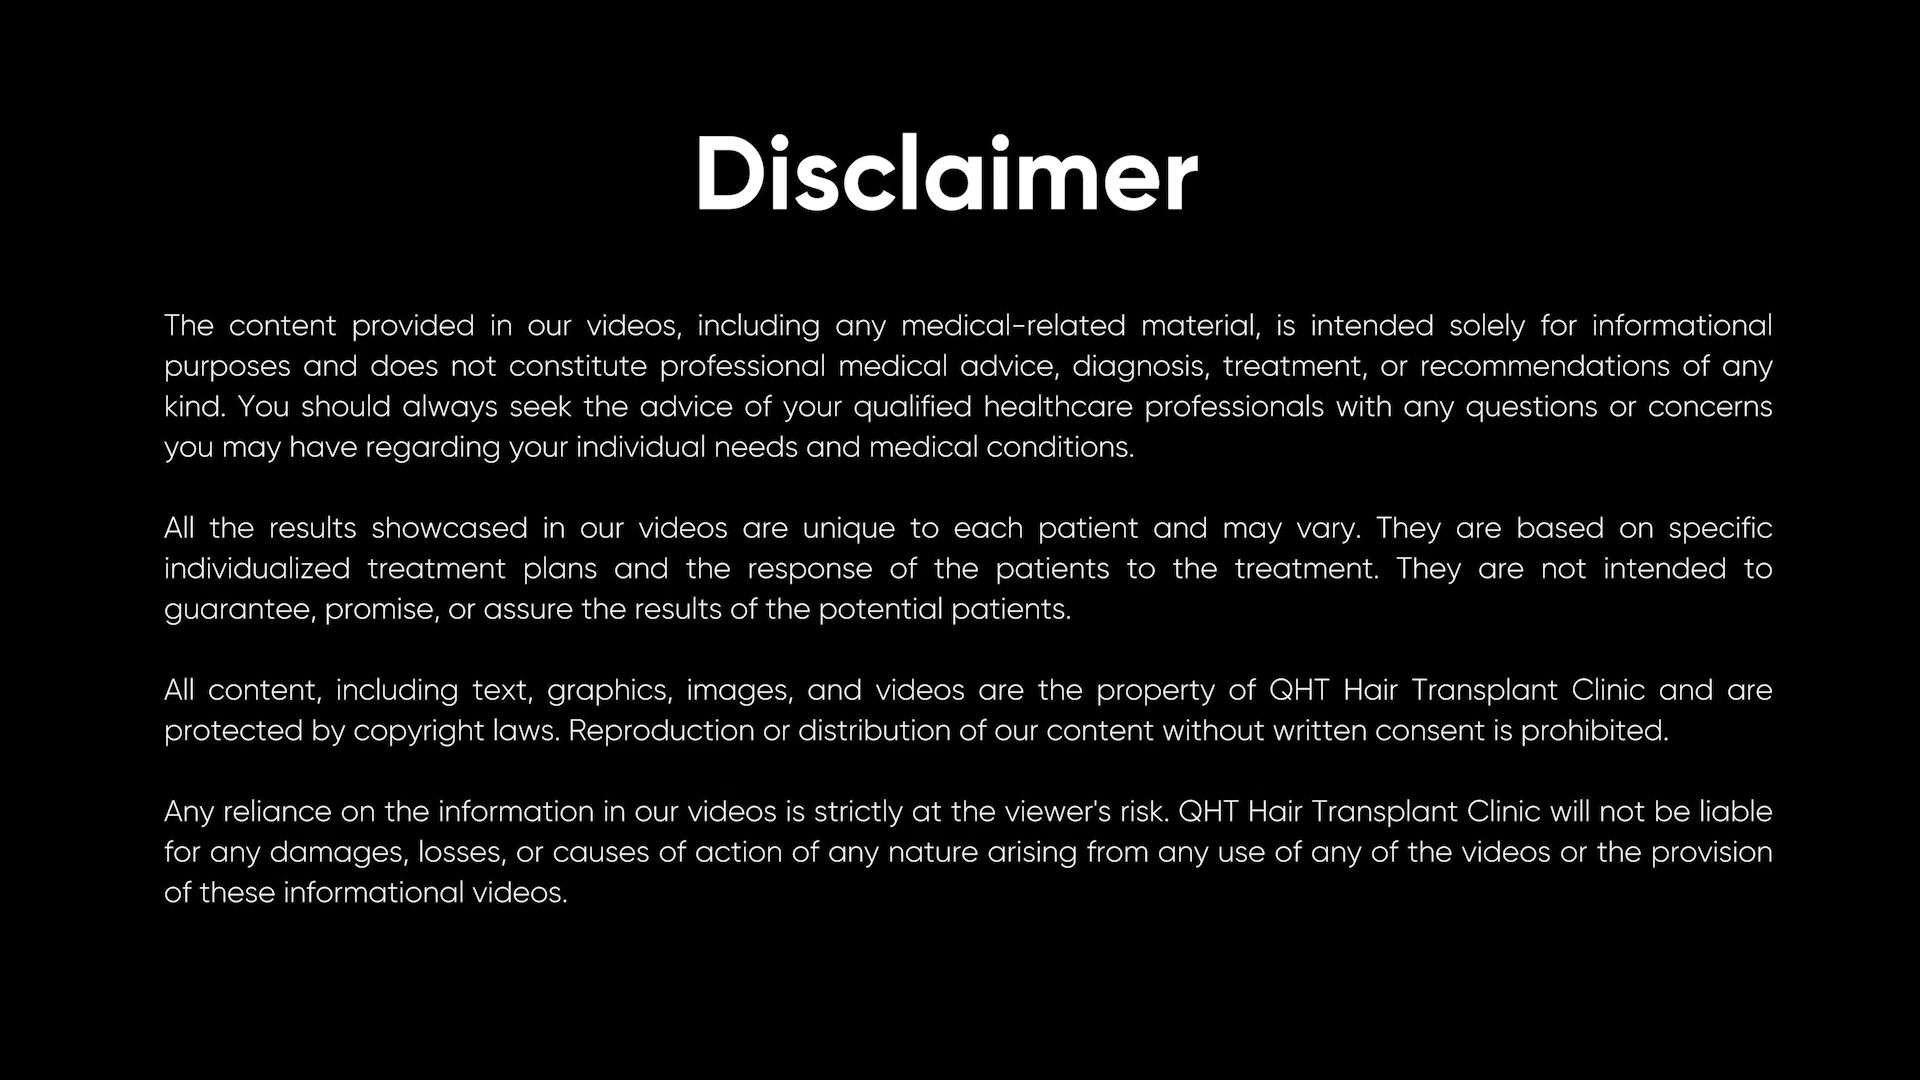 Disclaimer
The content provided in our videos, including any medical-related material, is intended solely for informational
purposes and does not constitute professional medical advice, diagnosis, treatment, or recommendations of any
kind. You should always seek the advice of your qualified healthcare professionals with any questions or concerns
you may have regarding your individual needs and medical conditions.
All the results showcased in our videos are unique to each patient and may vary. They are based on specific
individualized treatment plans and the response of the patients to the treatment. They are not intended to
guarantee, promise, or assure the results of the potential patients.
All content, including text, graphics, images, and videos are the property of QHT Hair Transplant Clinic and are
protected by copyright laws. Reproduction or distribution of our content without written consent is prohibited.
Any reliance on the information in our videos is strictly at the viewer's risk. QHT Hair Transplant Clinic will not be liable
for any damages, losses, or causes of action of any nature arising from any use of any of the videos or the provision
of these informational videos.